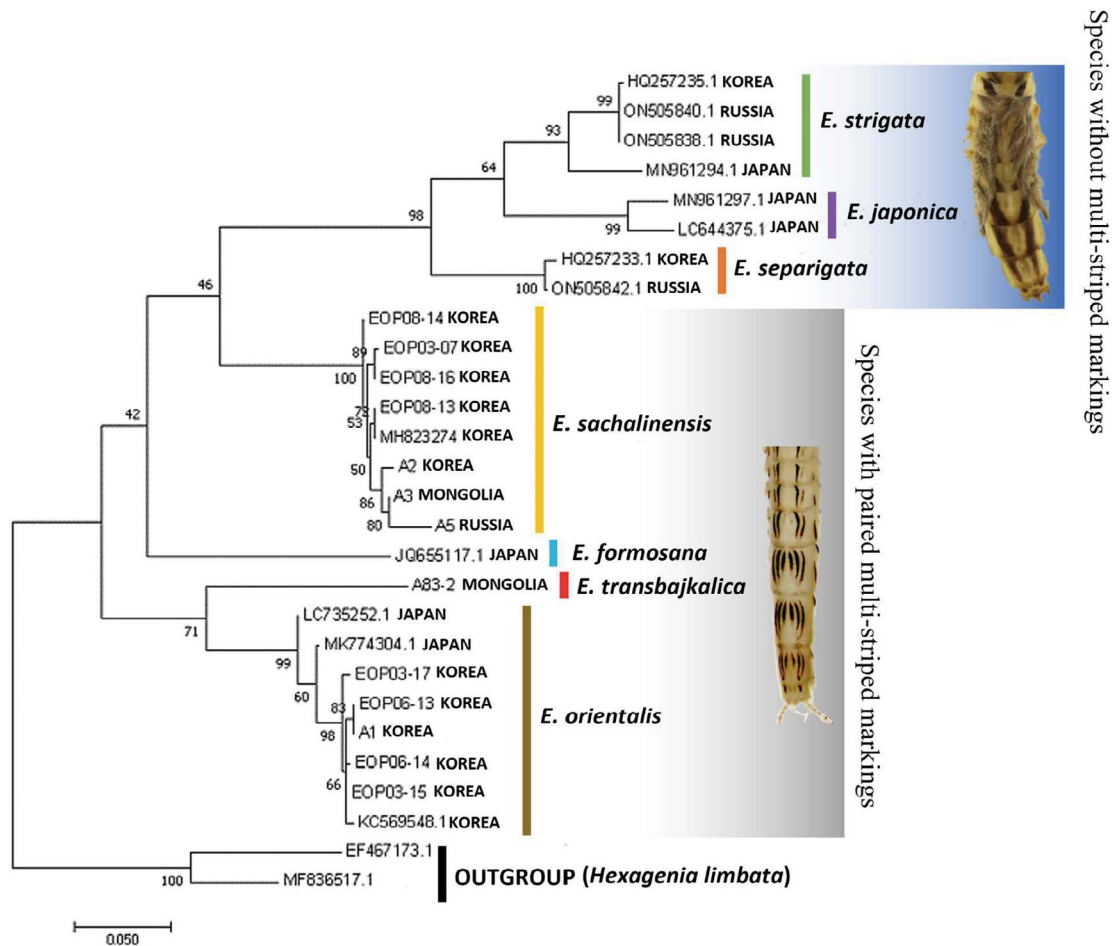 Species without multi-striped markings
HQ257235.1 KOREA
99
ON505840.1 RUSSIA
E. strigata
93
ON505838.1 RUSSIA
64
MN961294.1 JAPAN
MN961297.1 JAPAN
98
E. japonica
99
LC644375.1 JAPAN
HQ257233.1 KOREA
E. separigata
100
ON505842.1 RUSSIA
46
EOP08-14 KOREA
Species with paired multi-striped markings
89
EOP03-07 KOREA
100
EOP08-16 KOREA
42
EOP08-13 KOREA
53
E. sachalinensis
MH823274 KOREA
50
A2 KOREA
86
A3 MONGOLIA
80
A5 RUSSIA
JQ655117.1 JAPAN
E. formosana
A83-2 MONGOLIA
E. transbajkalica
LC735252.1 JAPAN
71
MK774304.1 JAPAN
99
EOP03-17 KOREA
60
83
EOP06-13 KOREA
E. orientalis
98
A1 KOREA
EOP06-14 KOREA
66
EOP03-15 KOREA
KC569548.1 KOREA
EF467173.1
OUTGROUP (Hexagenia limbata)
100
MF836517.1
0.050